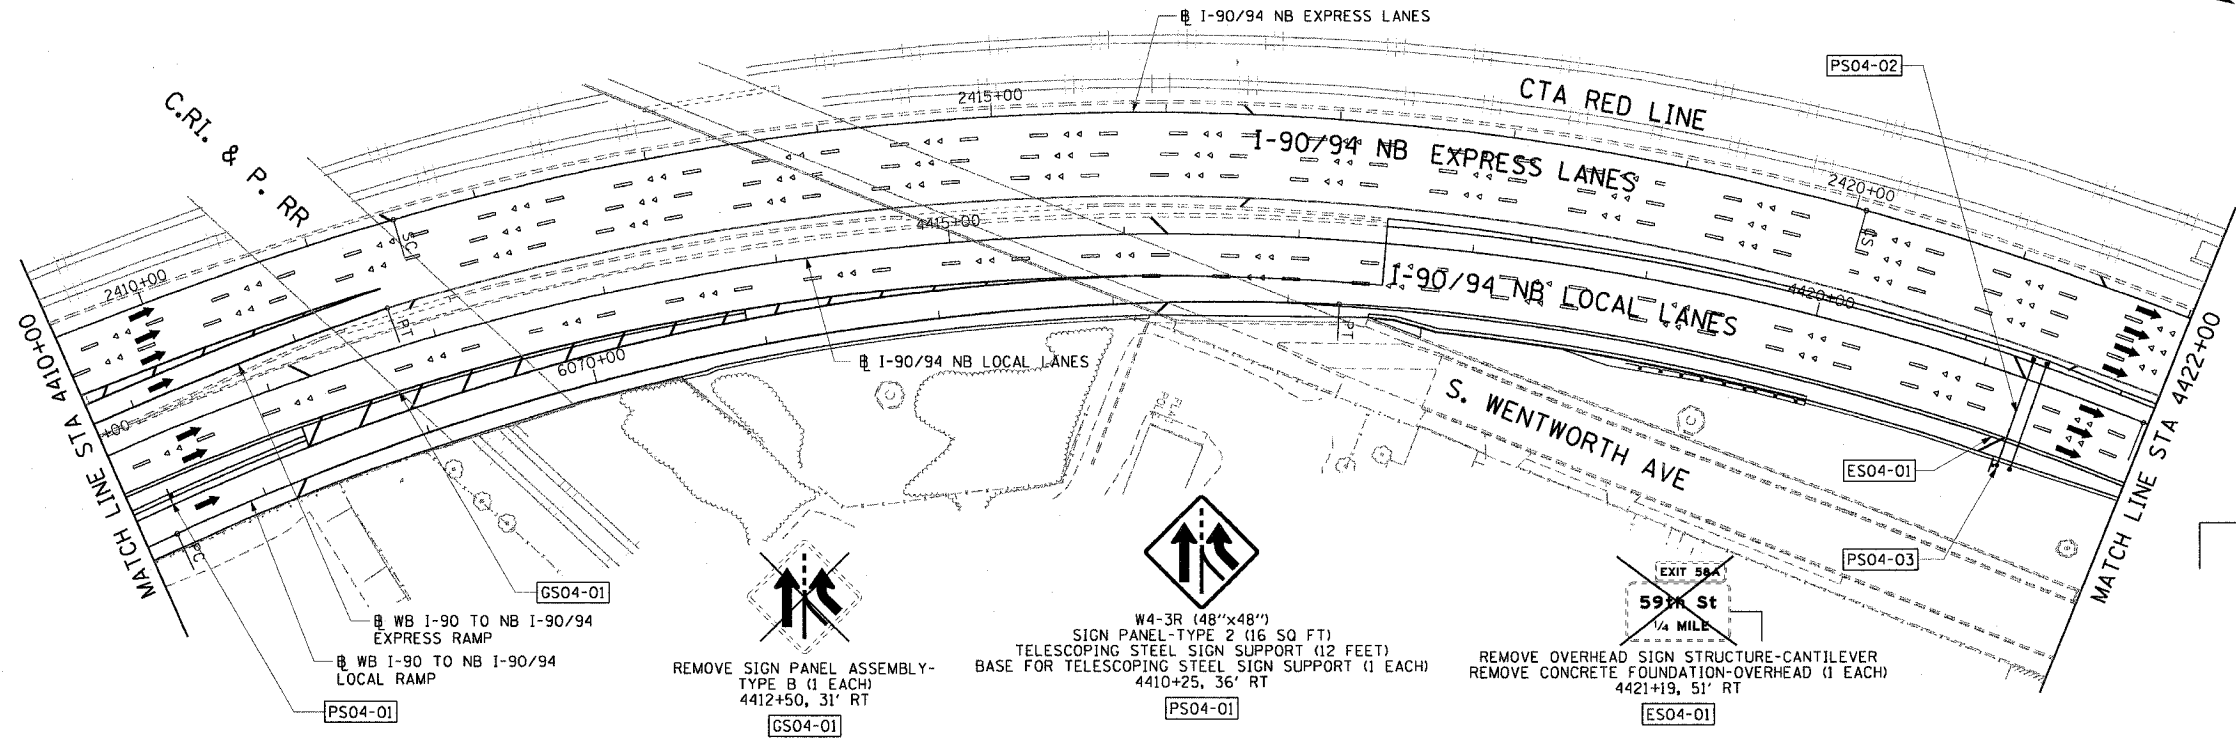 ℄ I-90/94 NB EXPRESS LANES
PS04-02
CTA RED LINE
C.RI. & P. RR
2415+00
I-90/94 NB EXPRESS LANES
2420+00
4415+00
SC
CS
2410+00
I-90/94 NB LOCAL LANES
4420+00
PT
PT
6070+00
℄ I-90/94 NB LOCAL LANES
+00
MATCH LINE STA 4410+00
MATCH LINE STA 4422+00
S. WENTWORTH AVE
ES04-01
PS04-03
PC
GS04-01
℄ WB I-90 TO NB I-90/94
EXPRESS RAMP
℄ WB I-90 TO NB I-90/94
LOCAL RAMP
PS04-01
REMOVE SIGN PANEL ASSEMBLY-
TYPE B (1 EACH)
4412+50, 31' RT
GS04-01
W4-3R (48''x48'')
SIGN PANEL-TYPE 2 (16 SQ FT)
TELESCOPING STEEL SIGN SUPPORT (12 FEET)
BASE FOR TELESCOPING STEEL SIGN SUPPORT (1 EACH)
4410+25, 36' RT
PS04-01
EXIT 58A
59th St
1/4 MILE
REMOVE OVERHEAD SIGN STRUCTURE-CANTILEVER
REMOVE CONCRETE FOUNDATION-OVERHEAD (1 EACH)
4421+19, 51' RT
ES04-01